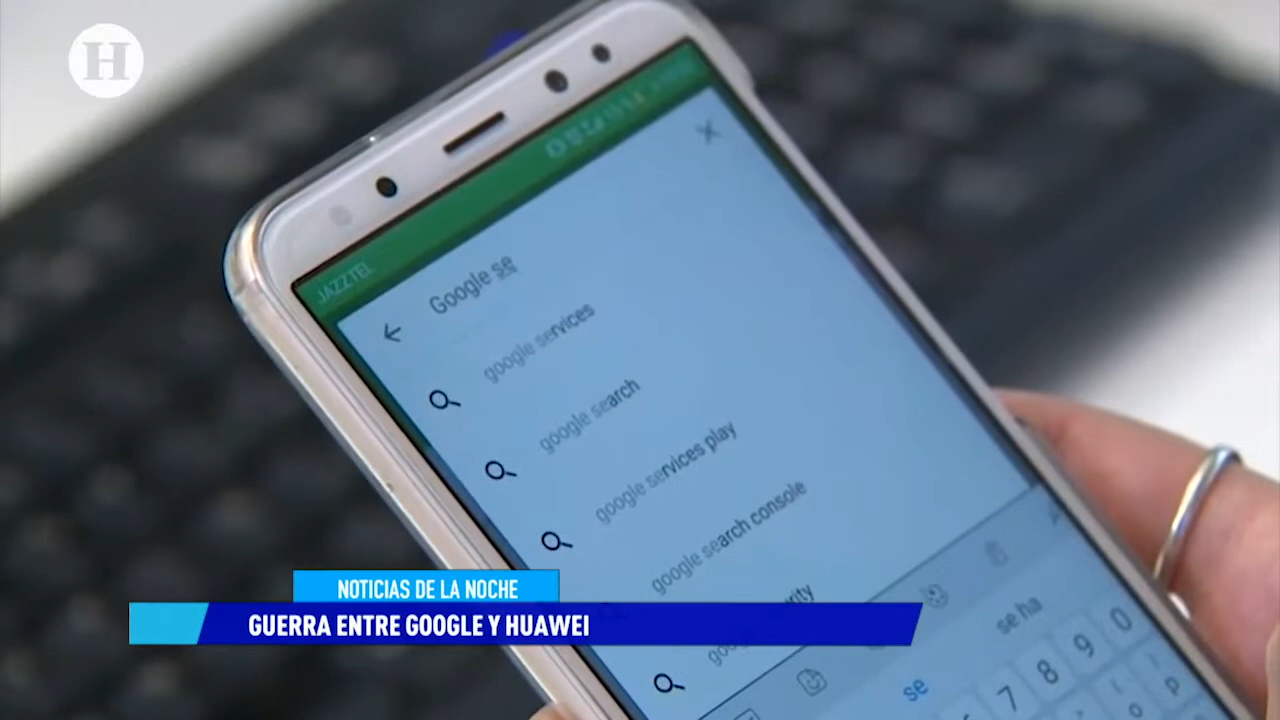 H
JAZZTEL
Google se
google services
google search
google services play
google search console
se
se ha
7 8 9 0
o p
NOTICIAS DE LA NOCHE
GUERRA ENTRE GOOGLE Y HUAWEI